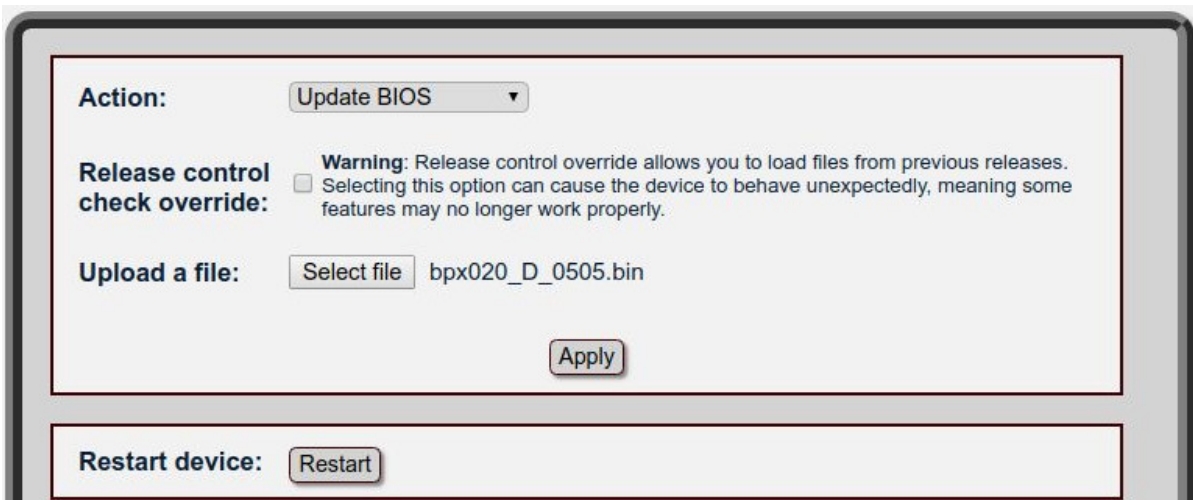 Action: Update BIOS
Warning: Release control override allows you to load files from previous releases.
Release control
check override:
Selecting this option can cause the device to behave unexpectedly, meaning some
features may no longer work properly.
Upload a file: Select file bpx020_D_0505.bin
Apply
Restart device: Restart